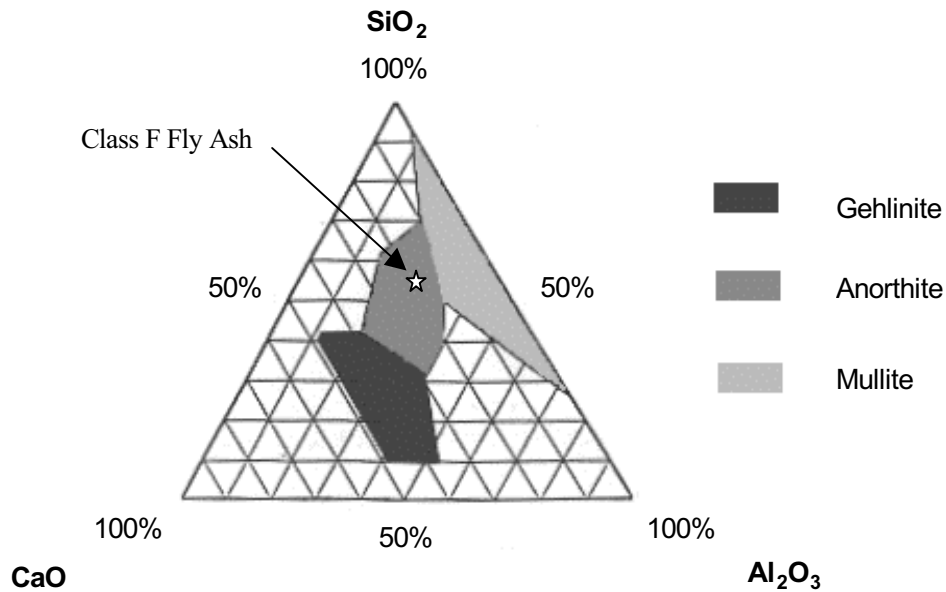 SiO2
100%
Class F Fly Ash
Gehlinite
50%
50%
Anorthite
Mullite
100%
50%
100%
CaO
Al2O3